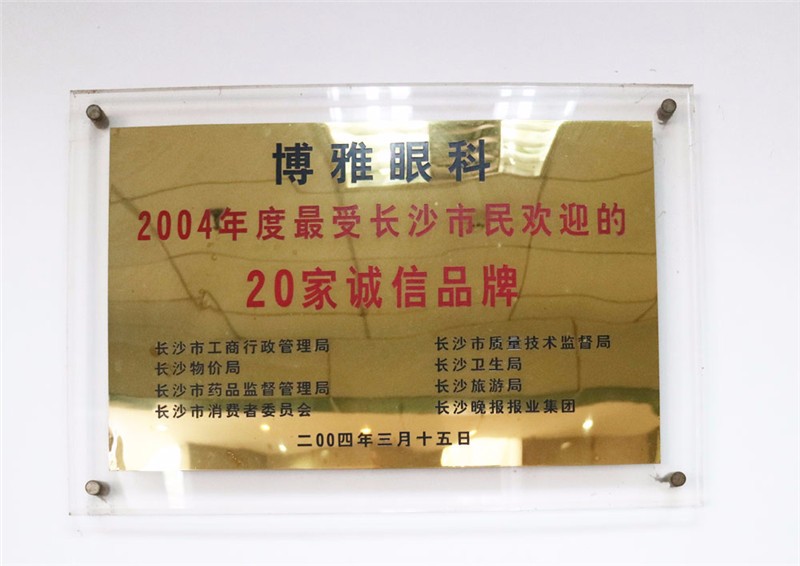 博雅眼科
2004年度最受长沙市民欢迎的
20家诚信品牌
长沙市工商行政管理局
长沙物价局
长沙市药品监督管理局
长沙市消费者委员会
长沙市质量技术监督局
长沙卫生局
长沙旅游局
长沙晚报报业集团
二00四年三月十五日